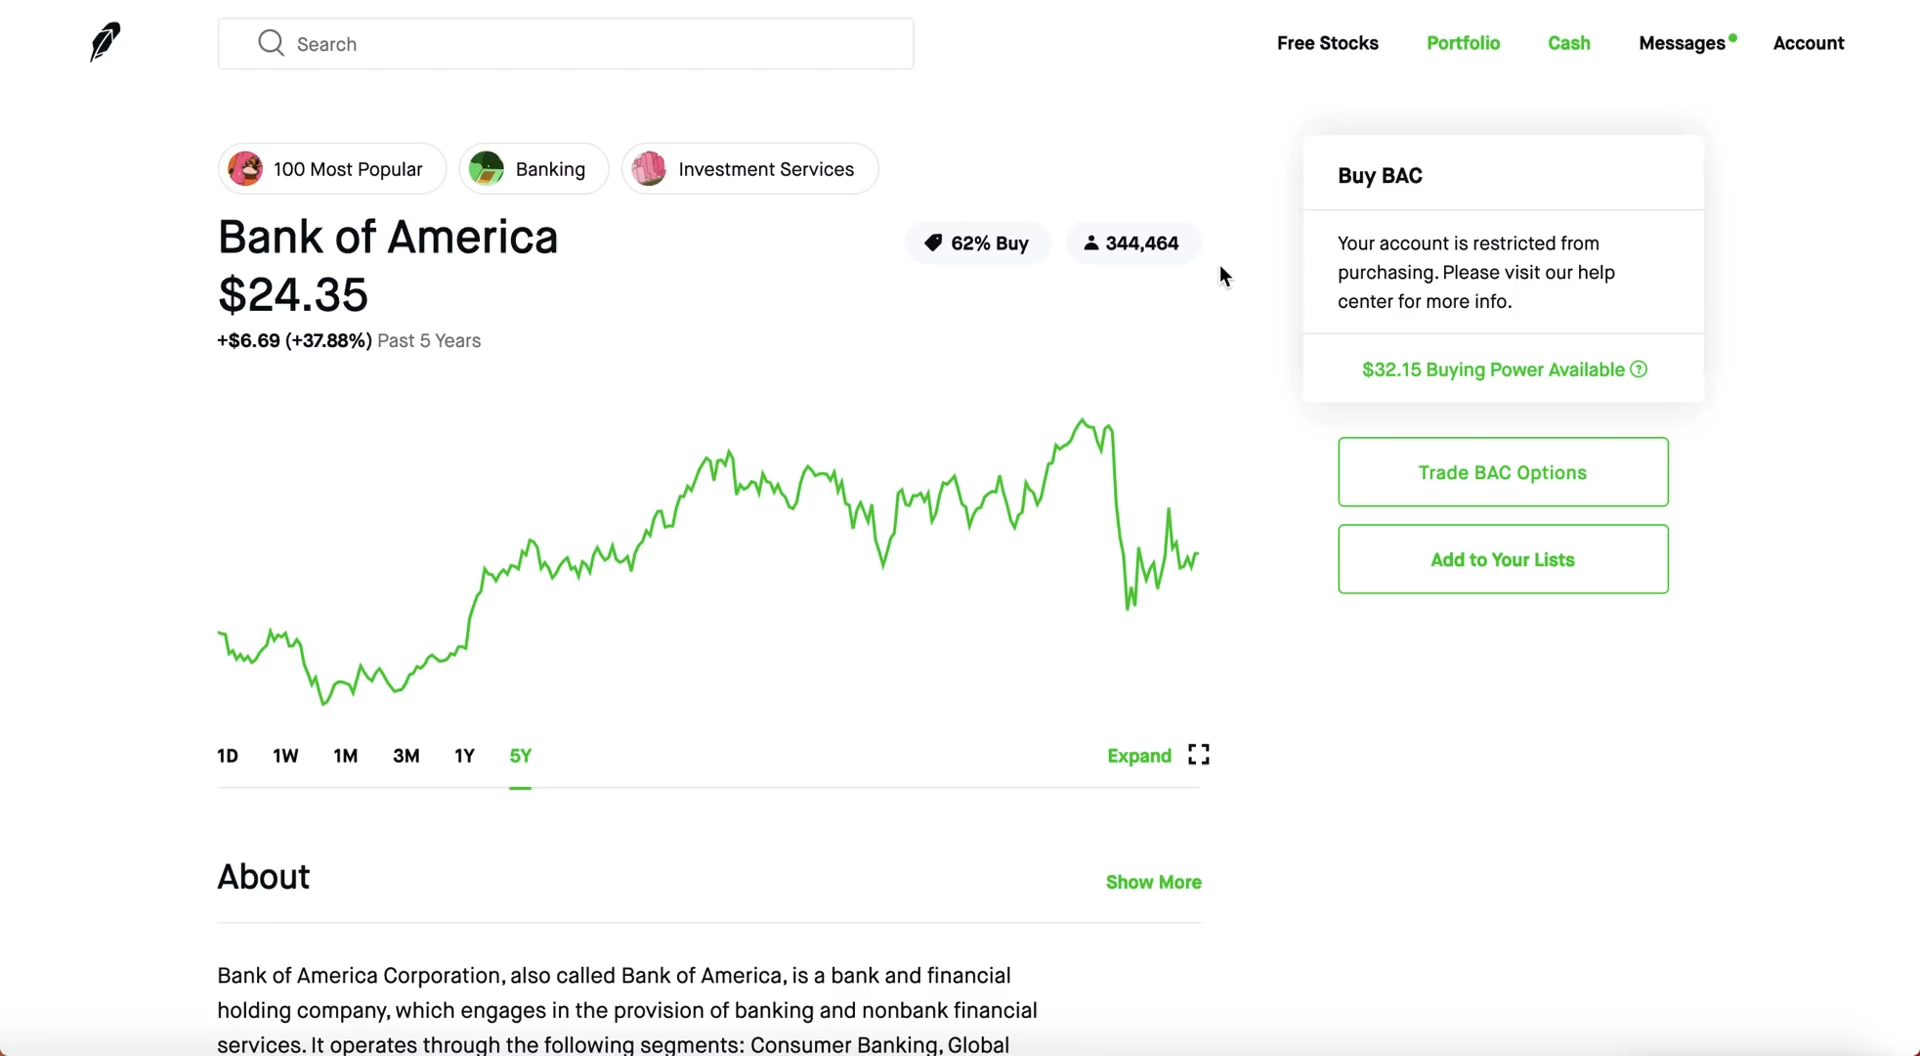 Search
Free Stocks
Portfolio
Cash
Messages
Account
100 Most Popular
Banking
Investment Services
Bank of America
$24.35
+$6.69 (+37.88%) Past 5 Years
62% Buy
344,464
Buy BAC
Your account is restricted from
purchasing. Please visit our help
center for more info.
$32.15 Buying Power Available ?
Trade BAC Options
Add to Your Lists
1D
1W
1M
3M
1Y
5Y
Expand
About
Show More
Bank of America Corporation, also called Bank of America, is a bank and financial
holding company, which engages in the provision of banking and nonbank financial
services. It operates through the following segments: Consumer Banking, Global